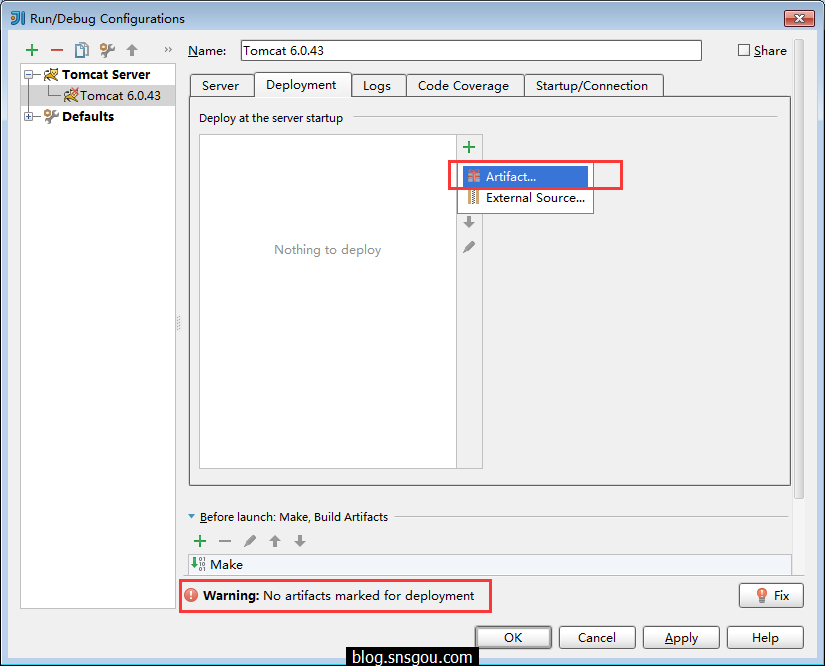 Run/Debug Configurations
Name: Tomcat 6.0.43 Share
Tomcat Server
Tomcat 6.0.43
Defaults
Server Deployment Logs Code Coverage Startup/Connection
Deploy at the server startup
Artifact...
External Source...
Nothing to deploy
Before launch: Make, Build Artifacts
Make
Warning: No artifacts marked for deployment
Fix
OK Cancel Apply Help
blog.snsgou.com